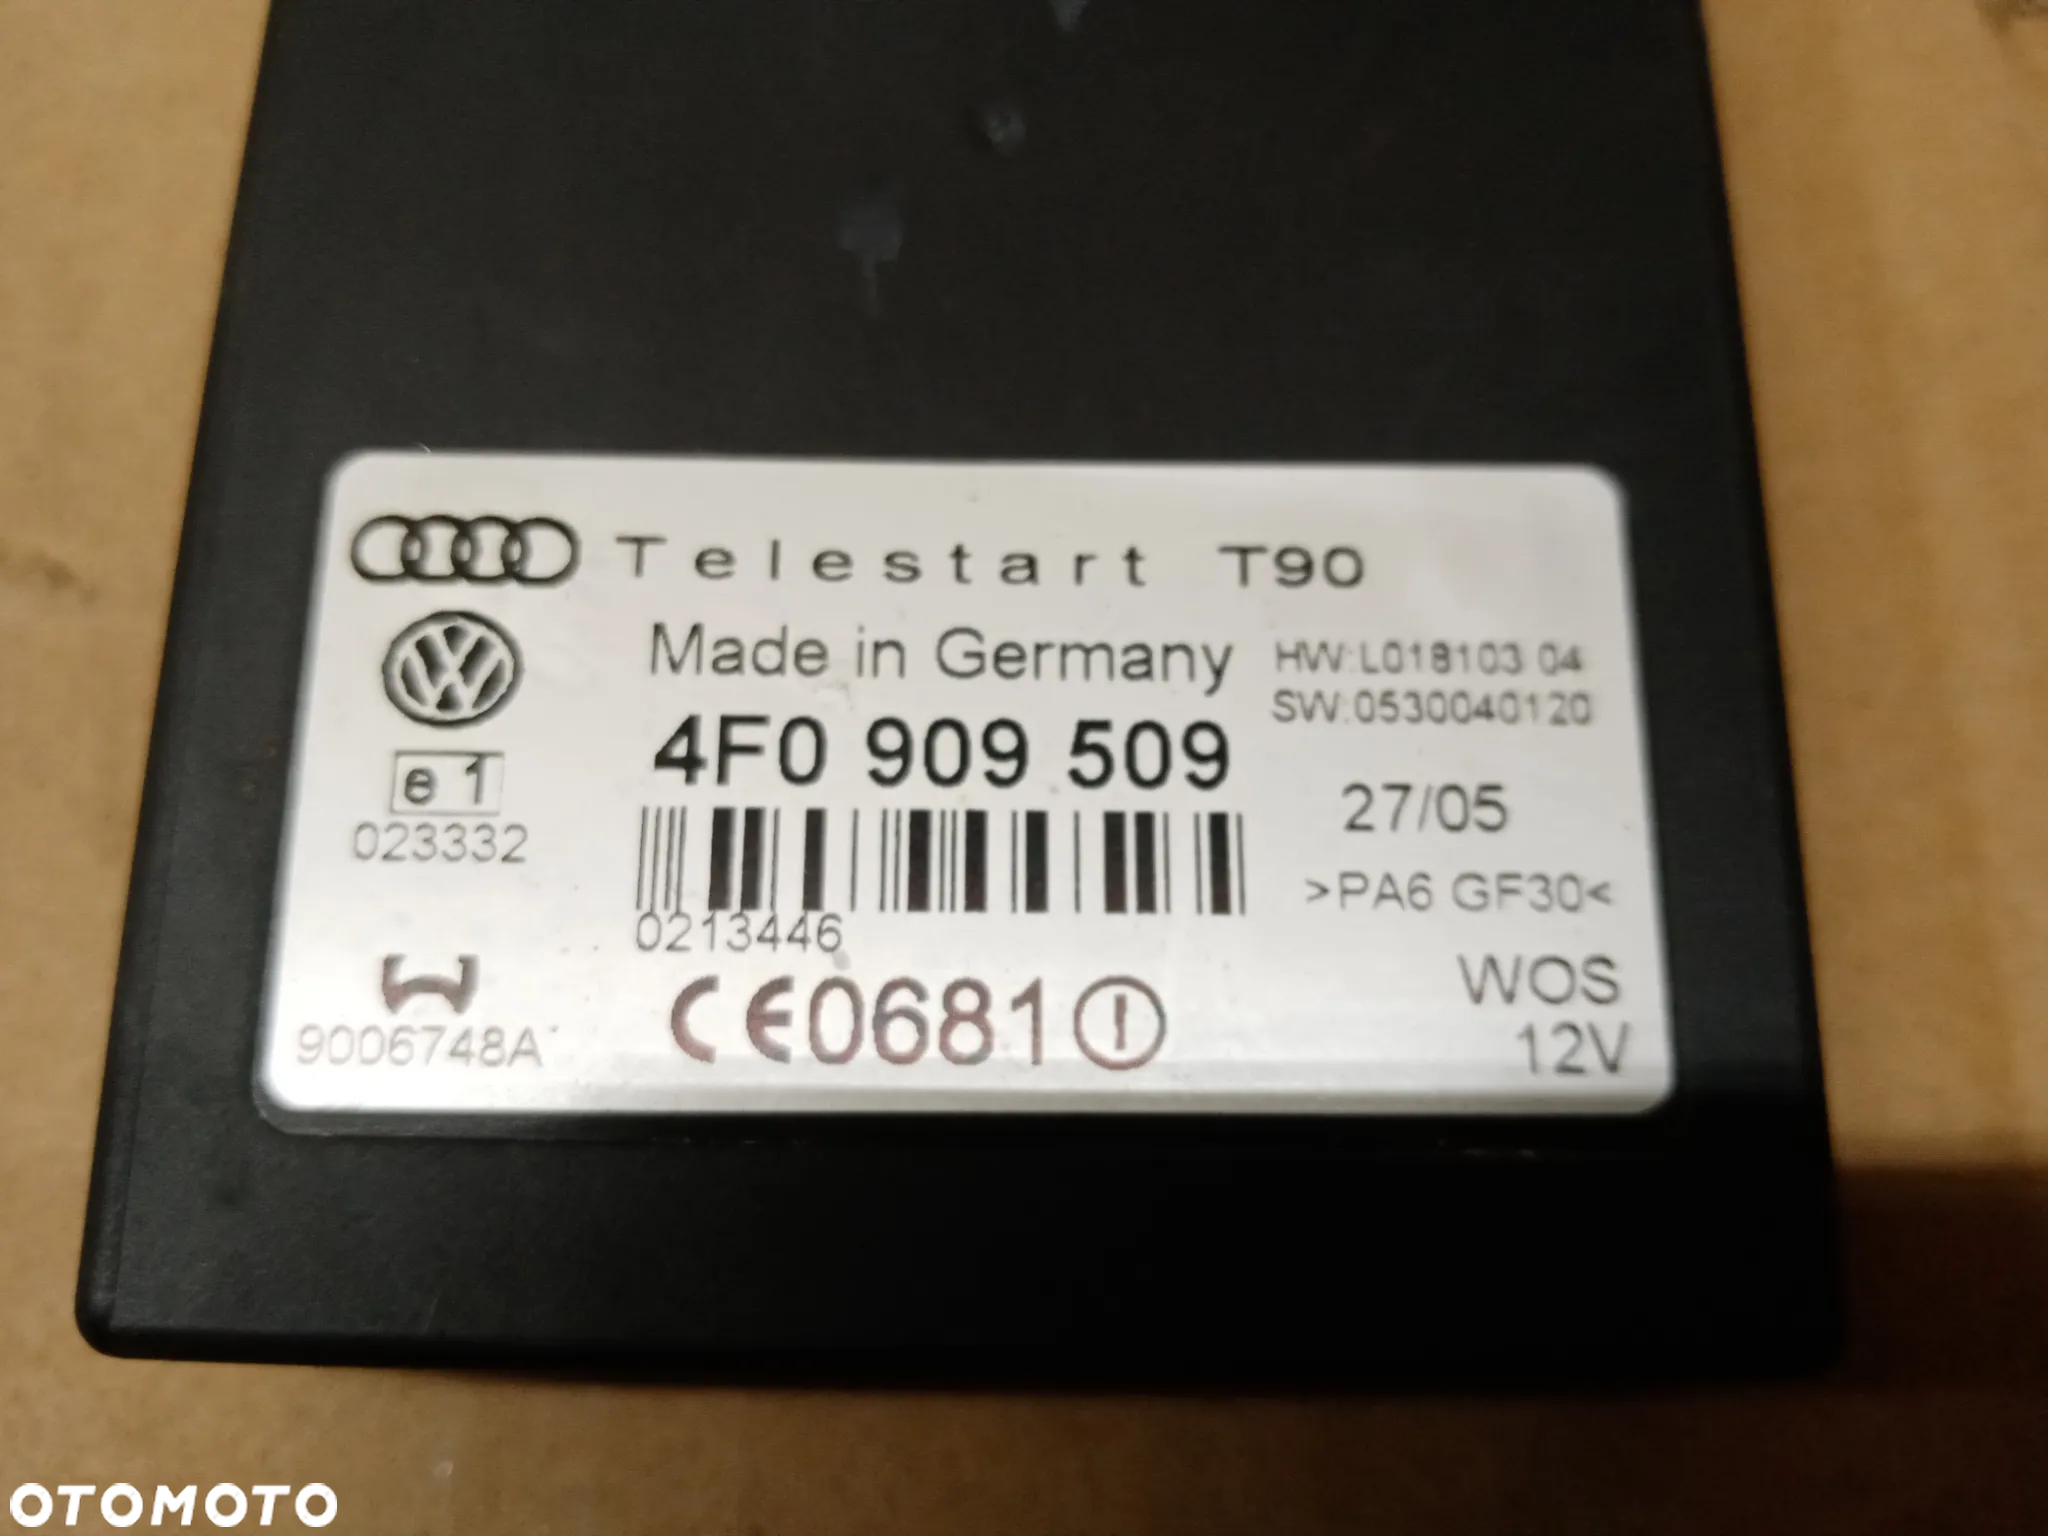 Telestart T90
Made in Germany
HW:L018103 04
SW:0530040120
4F0 909 509
e 1
023332
27/05
>PA6 GF30<
0213446
9006748A
CE0681
WOS
12V
OTOMOTO